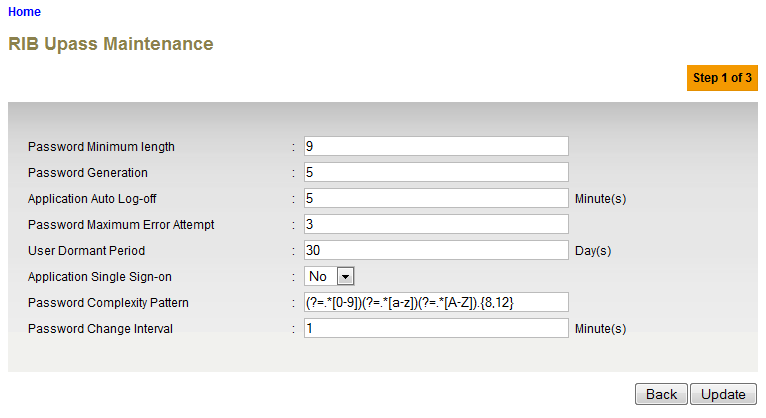 Home
RIB Upass Maintenance
Step 1 of 3
Password Minimum length : 9
Password Generation : 5
Application Auto Log-off : 5 Minute(s)
Password Maximum Error Attempt : 3
User Dormant Period : 30 Day(s)
Application Single Sign-on : No
Password Complexity Pattern : (?=.*[0-9])(?=.*[a-z])(?=.*[A-Z]).{8,12}
Password Change Interval : 1 Minute(s)
Back Update